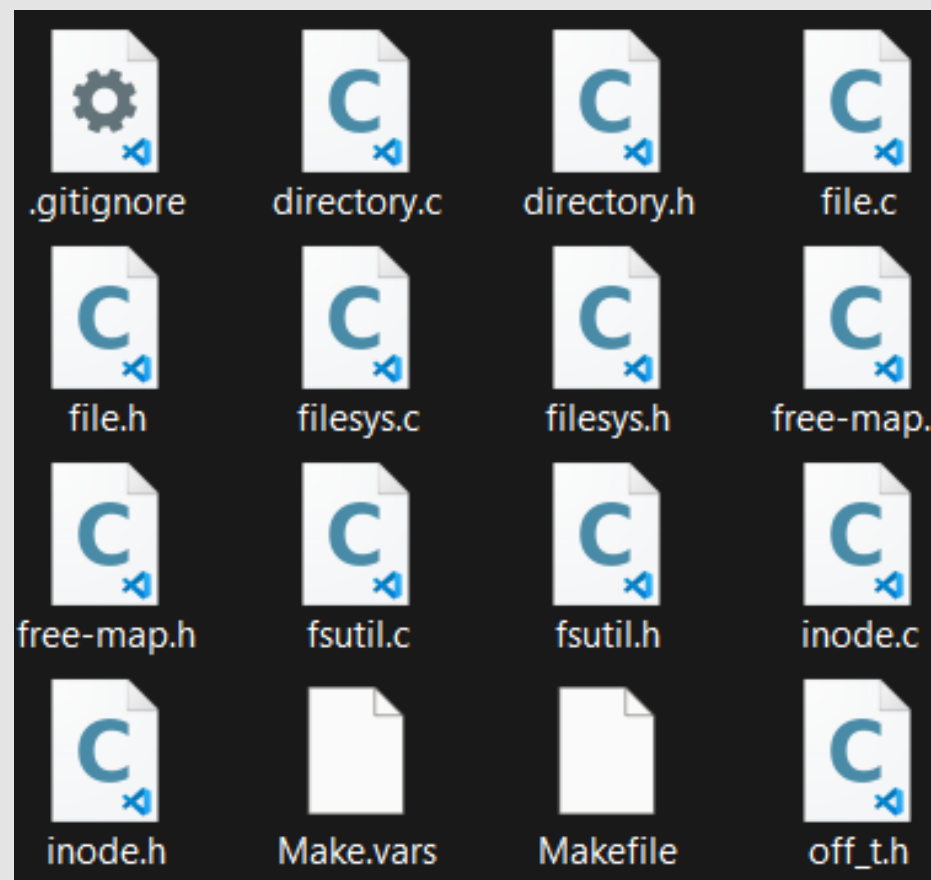 .gitignore directory.c directory.h file.c
file.h filesys.c filesys.h free-map.
free-map.h fsutil.c fsutil.h inode.c
inode.h Make.vars Makefile off_t.h